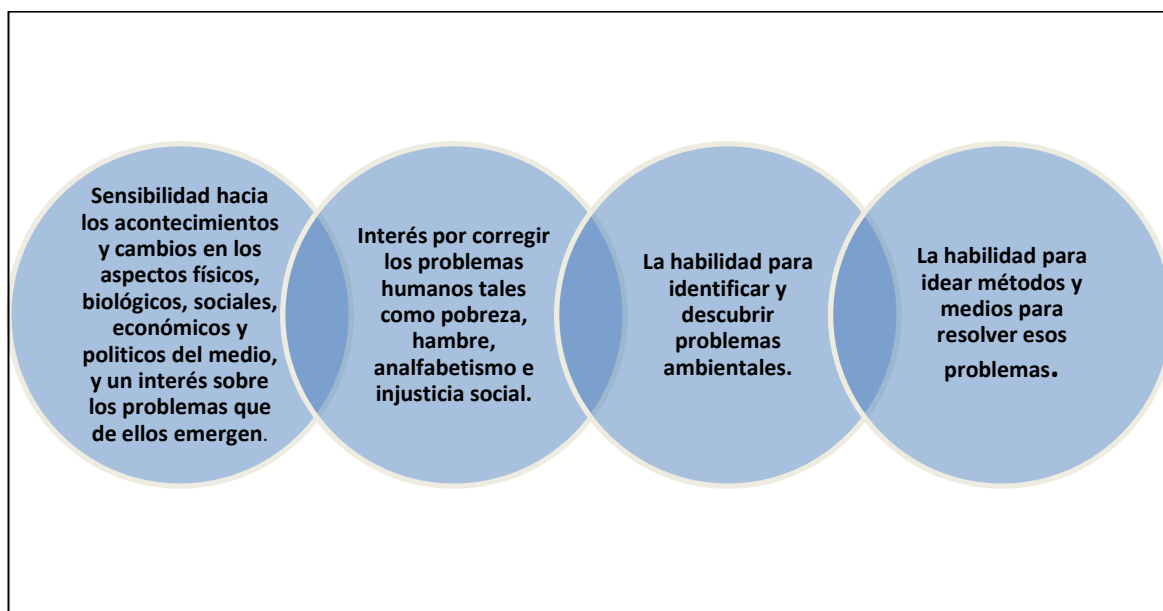 Sensibilidad hacia
los acontecimientos
y cambios en los
aspectos físicos,
biológicos, sociales,
económicos y
politicos del medio,
y un interés sobre
los problemas que
de ellos emergen.
Interés por corregir
los problemas
humanos tales
como pobreza,
hambre,
analfabetismo e
injusticia social.
La habilidad para
identificar y
descubrir
problemas
ambientales.
La habilidad para
idear métodos y
medios para
resolver esos
problemas.